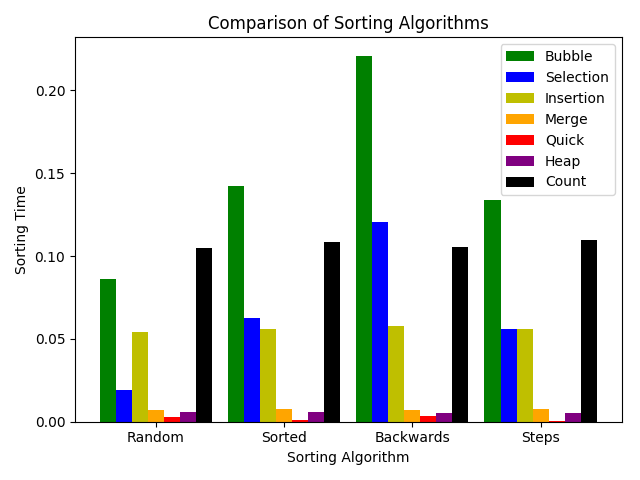 Comparison of Sorting Algorithms
Sorting Time
0.20
0.15
0.10
0.05
0.00
Bubble
Selection
Insertion
Merge
Quick
Heap
Count
Random
Sorted
Backwards
Steps
Sorting Algorithm